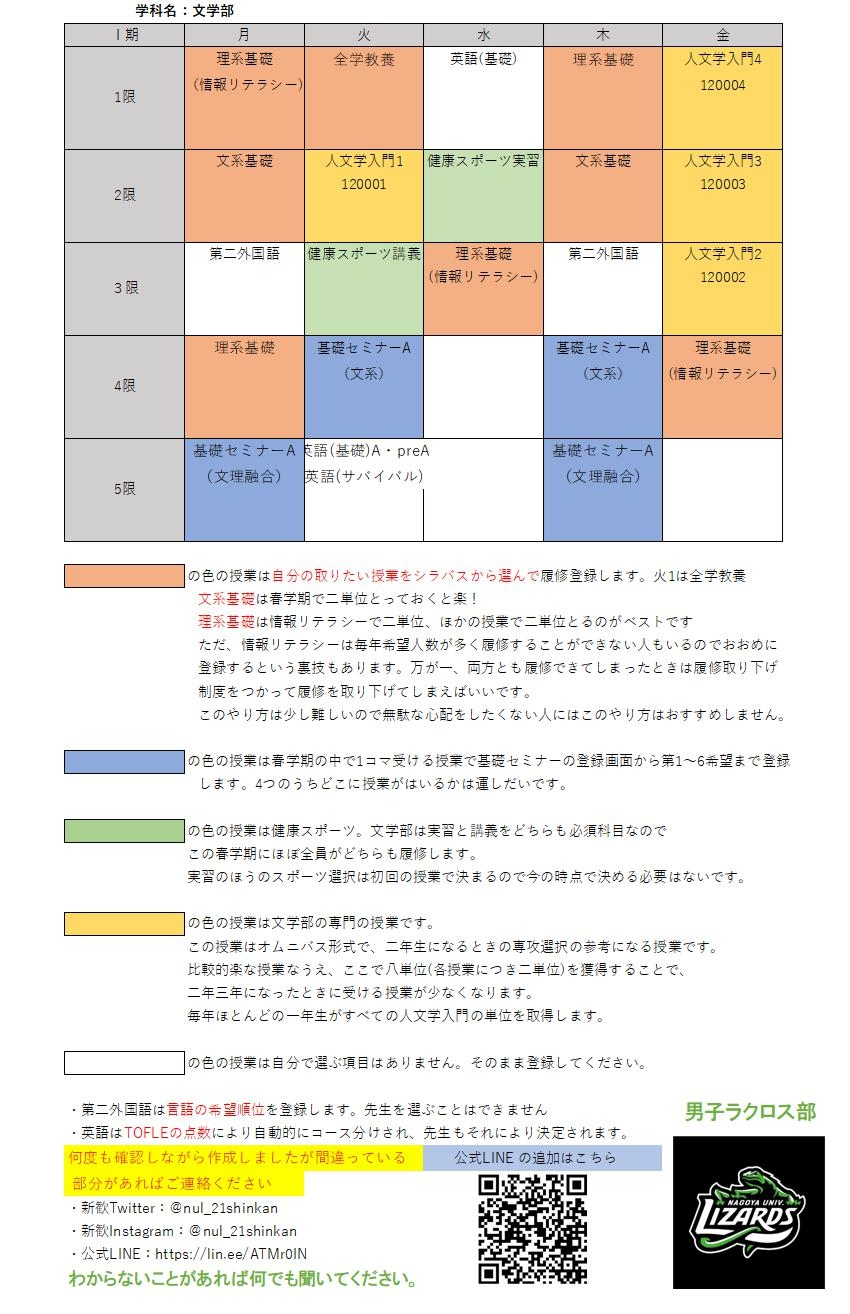 学科名：文学部
Ⅰ期 月 火 水 木 金
1限 理系基礎 全学教養 英語(基礎) 理系基礎 人文学入門4
(情報リテラシー) 120004
2限 文系基礎 人文学入門1 健康スポーツ実習 文系基礎 人文学入門3
120001 120003
3限 第二外国語 健康スポーツ講義 理系基礎 第二外国語 人文学入門2
(情報リテラシー) 120002
4限 理系基礎 基礎セミナーA 基礎セミナーA 理系基礎
(文系) (文系) (情報リテラシー)
5限 基礎セミナーA 英語(基礎)A・preA 基礎セミナーA
(文理融合) 英語(サバイバル) (文理融合)
の色の授業は自分の取りたい授業をシラバスから選んで履修登録します。火1は全学教養
文系基礎は春学期で二単位とっておくと楽！
理系基礎は情報リテラシーで二単位、ほかの授業で二単位とるのがベストです
ただ、情報リテラシーは毎年希望人数が多く履修することができない人もいるのでおおめに
登録するという裏技もあります。万が一、両方とも履修できてしまったときは履修取り下げ
制度をつかって履修を取り下げてしまえばいいです。
このやり方は少し難しいので無駄な心配をしたくない人にはこのやり方はおすすめしません。
の色の授業は春学期の中で1コマ受ける授業で基礎セミナーの登録画面から第1～6希望まで登録
します。4つのうちどこに授業がはいるかは運しだいです。
の色の授業は健康スポーツ。文学部は実習と講義をどちらも必須科目なので
この春学期にほぼ全員がどちらも履修します。
実習のほうのスポーツ選択は初回の授業で決まるので今の時点で決める必要はないです。
の色の授業は文学部の専門の授業です。
この授業はオムニバス形式で、二年生になるときの専攻選択の参考になる授業です。
比較的楽な授業なうえ、ここで八単位(各授業につき二単位)を獲得することで、
二年三年になったときに受ける授業が少なくなります。
毎年ほとんどの一年生がすべての人文学入門の単位を取得します。
の色の授業は自分で選ぶ項目はありません。そのまま登録してください。
・第二外国語は言語の希望順位を登録します。先生を選ぶことはできません
・英語はTOFLEの点数により自動的にコース分けされ、先生もそれにより決定されます。
何度も確認しながら作成しましたが間違っている
部分があればご連絡ください
・新歓Twitter：@nul_21shinkan
・新歓Instagram：@nul_21shinkan
・公式LINE：https://lin.ee/ATMr0IN
わからないことがあれば何でも聞いてください。
公式LINE の追加はこちら
男子ラクロス部
NAGOYA UNIV.
LIZARDS